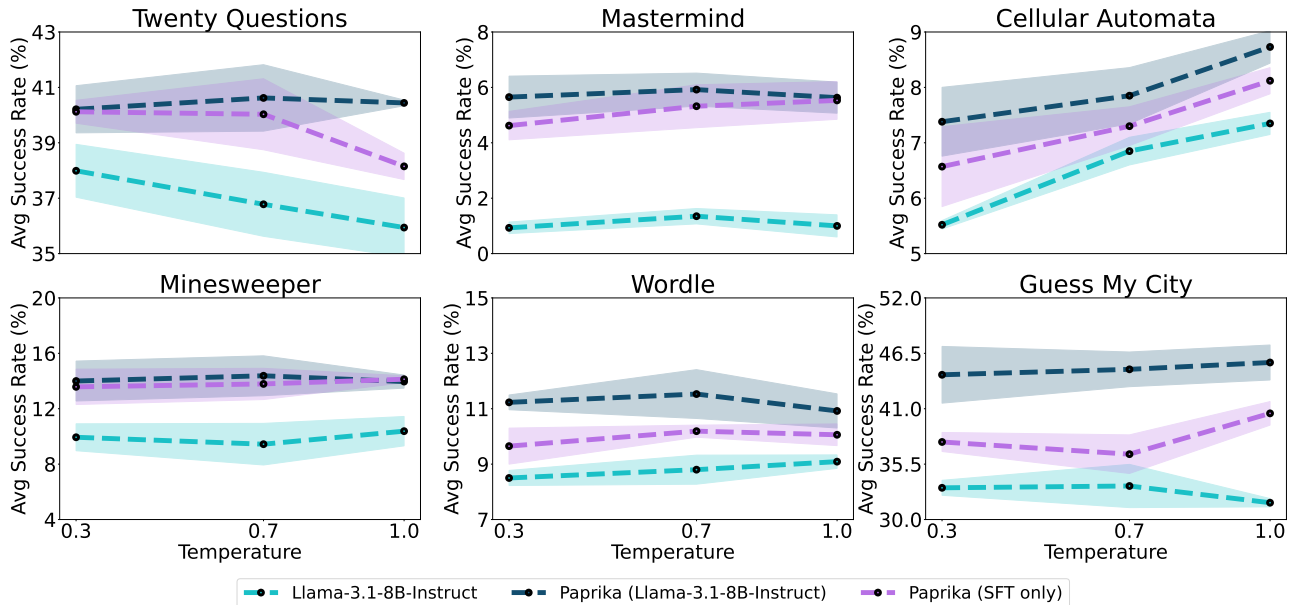 Twenty Questions
Avg Success Rate (%)
43
41
39
37
35
Mastermind
Avg Success Rate (%)
8
6
4
2
0
Cellular Automata
Avg Success Rate (%)
9
8
7
6
5
Minesweeper
Avg Success Rate (%)
20
16
12
8
4
0.3 0.7 1.0
Temperature
Wordle
Avg Success Rate (%)
15
13
11
9
7
0.3 0.7 1.0
Temperature
Guess My City
Avg Success Rate (%)
52.0
46.5
41.0
35.5
30.0
0.3 0.7 1.0
Temperature
Llama-3.1-8B-Instruct Paprika (Llama-3.1-8B-Instruct) Paprika (SFT only)